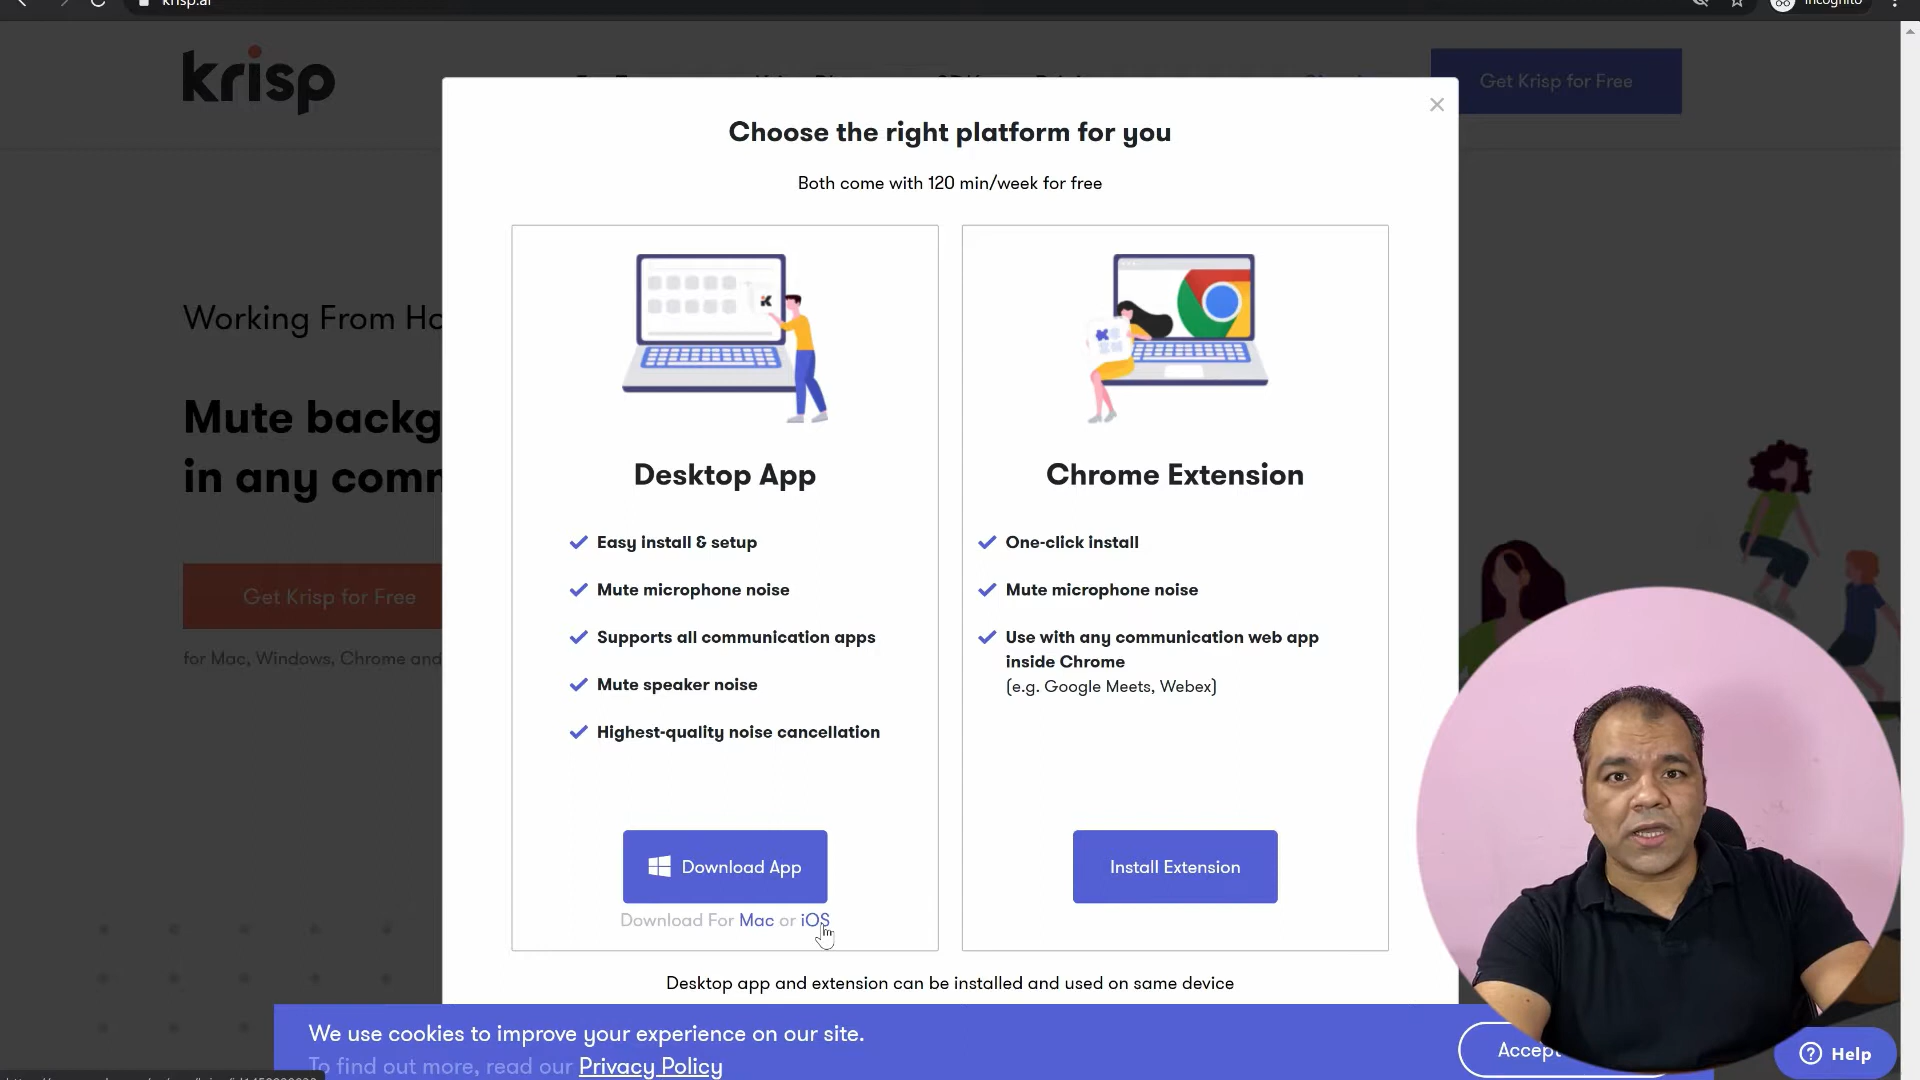 krisp.ai
Incognito
krisp
Get Krisp for Free
Choose the right platform for you
Both come with 120 min/week for free
Working From Ho
Mute backg
in any comm
Get Krisp for Free
for Mac, Windows, Chrome and
Desktop App
Easy install & setup
Mute microphone noise
Supports all communication apps
Mute speaker noise
Highest-quality noise cancellation
Download App
Download For Mac or iOS
Chrome Extension
One-click install
Mute microphone noise
Use with any communication web app
inside Chrome
(e.g. Google Meets, Webex)
Install Extension
Desktop app and extension can be installed and used on same device
We use cookies to improve your experience on our site.
To find out more, read our Privacy Policy
Accept
Help